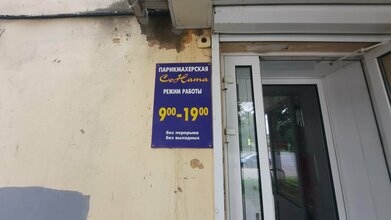 ПАРИКМАХЕРСКАЯ
СоНата
РЕЖИМ РАБОТЫ
9⁰⁰-19⁰⁰
без перерыва
без выходных